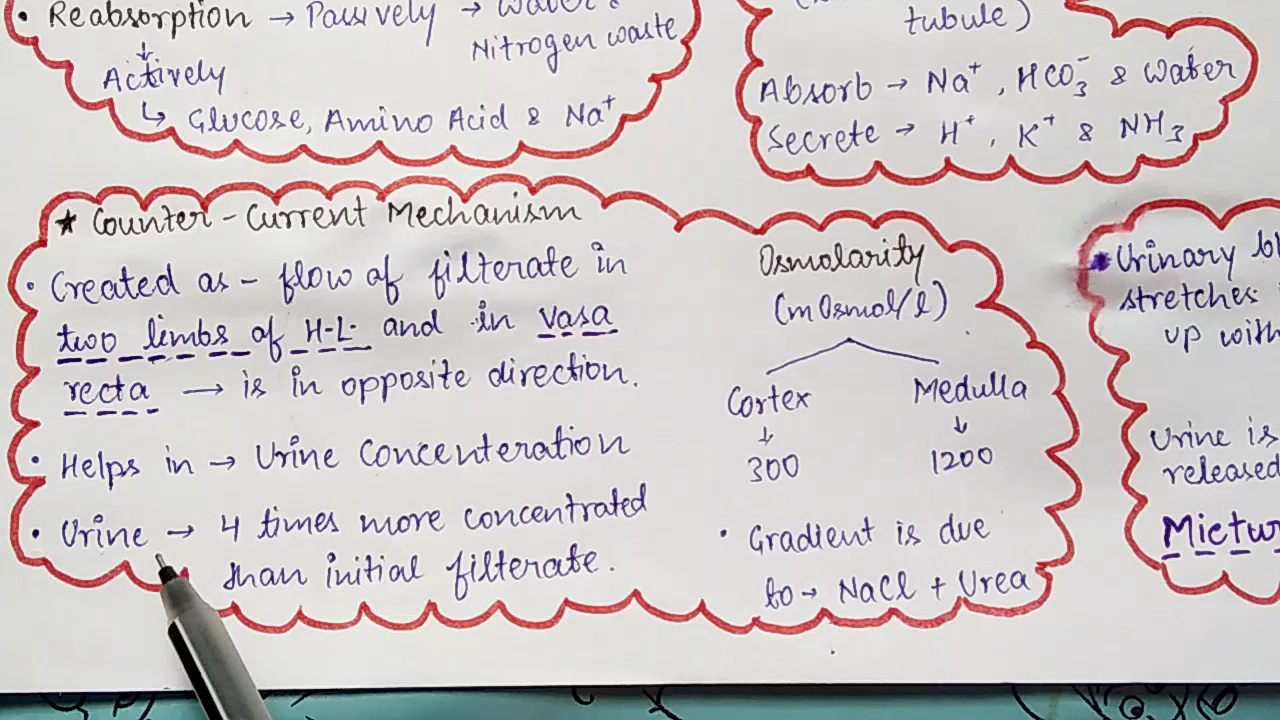 • Reabsorption → Passively → Water &
Nitrogen waste
↓
Actively
↳ Glucose, Amino Acid & Na⁺
tubule)
Absorb → Na⁺, HCO₃⁻ & Water
Secrete → H⁺, K⁺ & NH₃
★ Counter-Current Mechanism
• Created as – flow of filterate in
two limbs of H.L. and in vasa
recta → is in opposite direction.
• Helps in → Urine Concenteration
• Urine → 4 times more concentrated
than initial filterate.
Osmolarity
(mOsmol/l)
Cortex Medulla
↓ ↓
300 1200
• Gradient is due
to → NaCl + Urea
• Urinary bl
stretches
up with
Urine is
released
Mictur